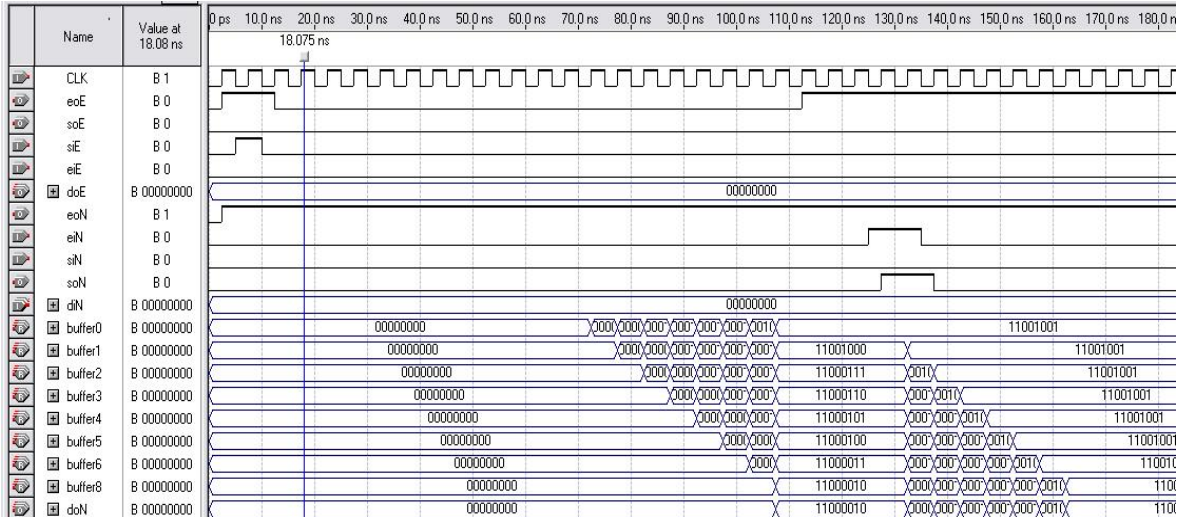 Name Value at 18.08 ns 0 ps 10.0 ns 20.0 ns 30.0 ns 40.0 ns 50.0 ns 60.0 ns 70.0 ns 80.0 ns 90.0 ns 100.0 ns 110.0 ns 120.0 ns 130.0 ns 140.0 ns 150.0 ns 160.0 ns 170.0 ns 180.0 n
18.075 ns
CLK B 1
eoE B 0
soE B 0
siE B 0
eiE B 0
doE B 00000000 00000000
eoN B 1
eiN B 0
siN B 0
soN B 0
diN B 00000000 00000000
buffer0 B 00000000 00000000 11001001
buffer1 B 00000000 00000000 11001000 11001001
buffer2 B 00000000 00000000 11000111 11001001
buffer3 B 00000000 00000000 11000110 11001001
buffer4 B 00000000 00000000 11000101 11001001
buffer5 B 00000000 00000000 11000100 11001001
buffer6 B 00000000 00000000 11000011 110010
buffer8 B 00000000 00000000 11000010 1100
doN B 00000000 00000000 11000010 1100